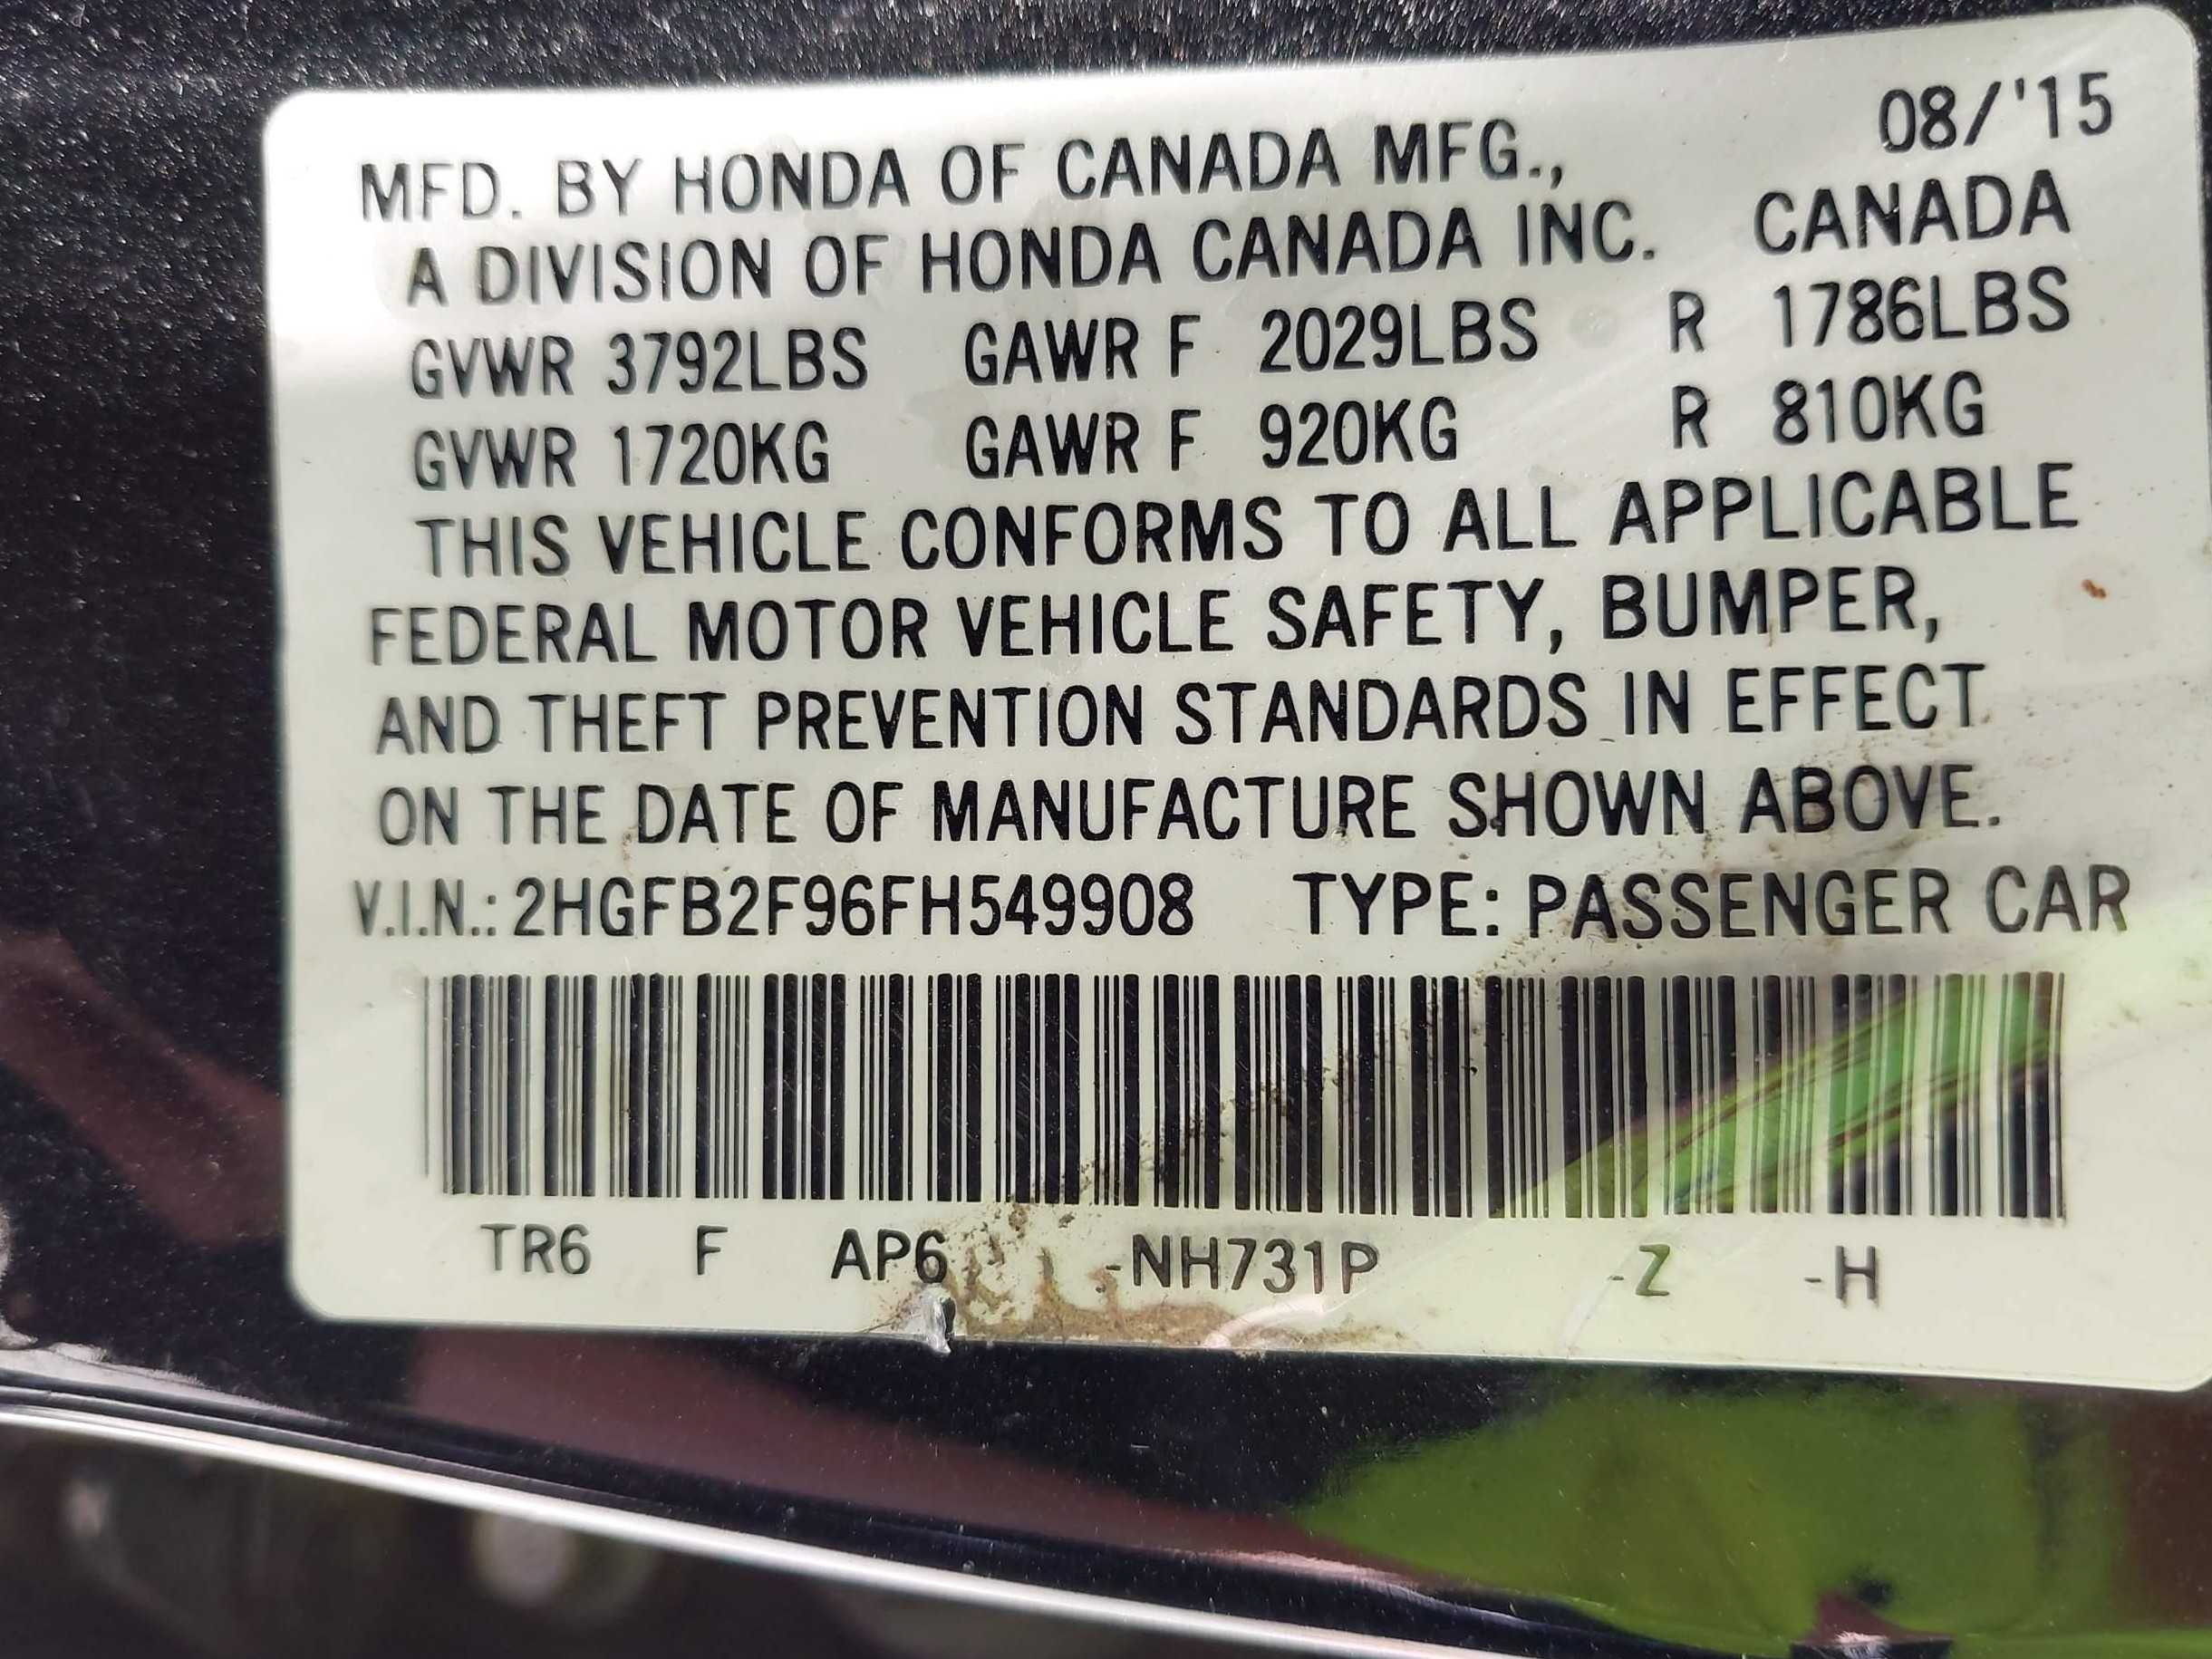 08/'15
MFD. BY HONDA OF CANADA MFG.,
A DIVISION OF HONDA CANADA INC. CANADA
GVWR 3792LBS GAWR F 2029LBS R 1786LBS
GVWR 1720KG GAWR F 920KG R 810KG
THIS VEHICLE CONFORMS TO ALL APPLICABLE
FEDERAL MOTOR VEHICLE SAFETY, BUMPER,
AND THEFT PREVENTION STANDARDS IN EFFECT
ON THE DATE OF MANUFACTURE SHOWN ABOVE.
V.I.N.: 2HGFB2F96FH549908 TYPE: PASSENGER CAR
TR6 F AP6 -NH731P -Z -H